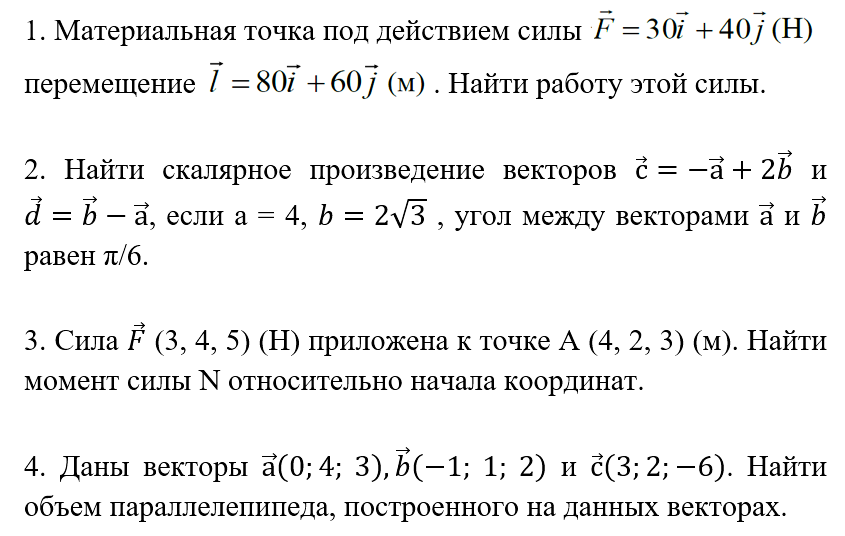 1. Материальная точка под действием силы $\vec{F} = 30\vec{i} + 40\vec{j}$ (Н)
перемещение $\vec{l} = 80\vec{i} + 60\vec{j}$ (м) . Найти работу этой силы.
2. Найти скалярное произведение векторов $\vec{c} = -\vec{a} + 2\vec{b}$ и
$\vec{d} = \vec{b} - \vec{a}$, если a = 4, $b = 2\sqrt{3}$ , угол между векторами $\vec{a}$ и $\vec{b}$
равен π/6.
3. Сила $\vec{F}$ (3, 4, 5) (Н) приложена к точке А (4, 2, 3) (м). Найти
момент силы N относительно начала координат.
4. Даны векторы $\vec{a}(0; 4; 3), \vec{b}(-1; 1; 2)$ и $\vec{c}(3; 2; -6)$. Найти
объем параллелепипеда, построенного на данных векторах.